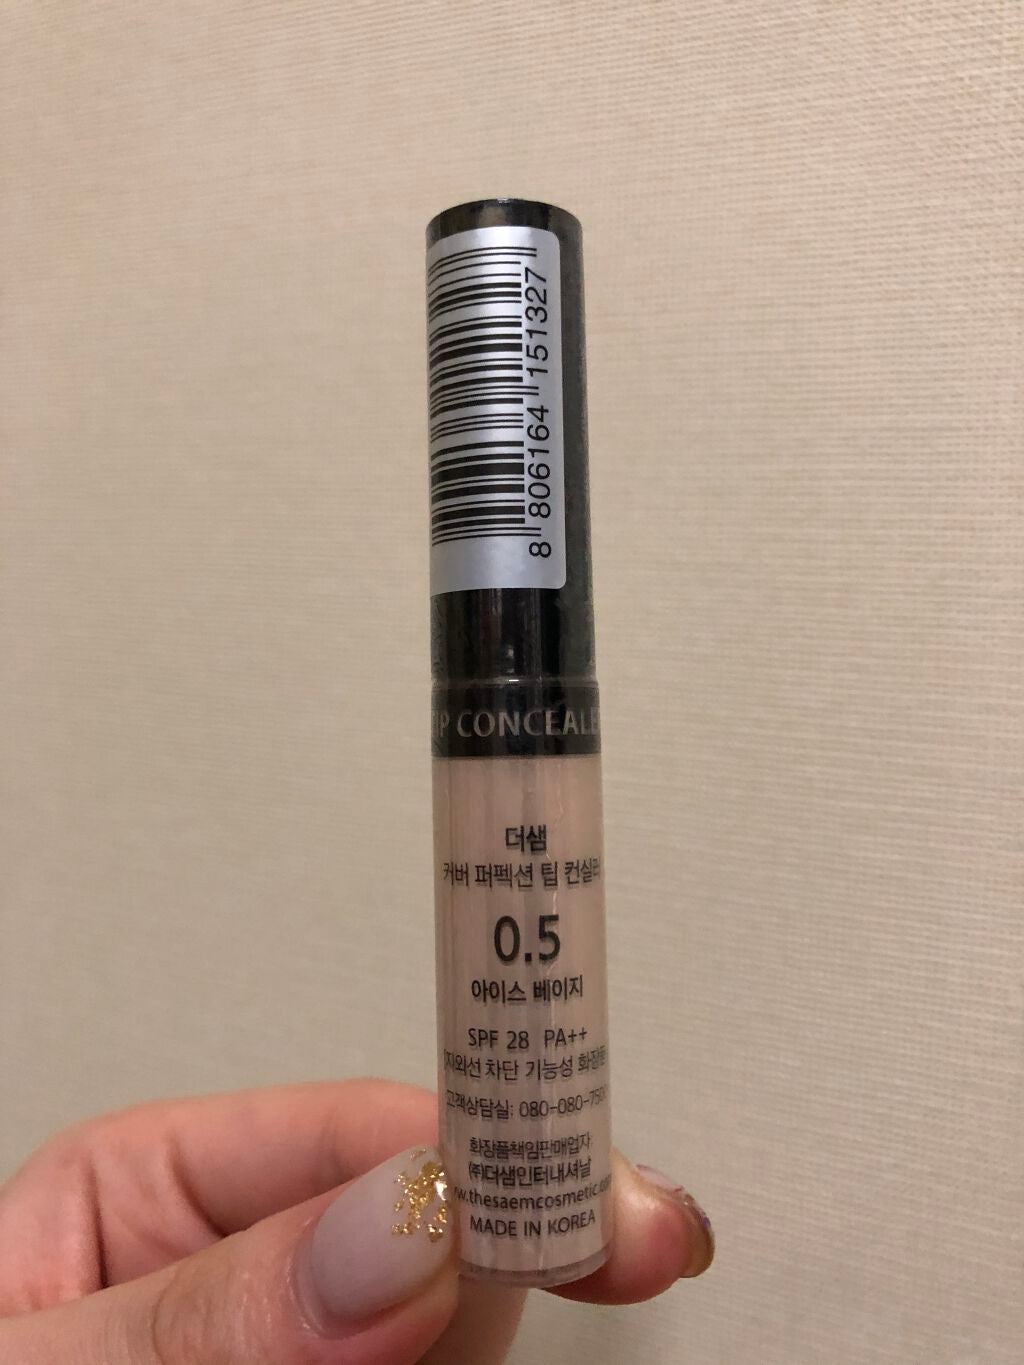 8 806164 151327
TIP CONCEALE
더샘
커버 퍼펙션 팁 컨실러
0.5
아이스 베이지
SPF 28 PA++
자외선 차단 기능성 화장품
고객상담실: 080-080-750
화장품책임판매업자:
(주)더샘인터내셔날
w.thesaemcosmetic.co
MADE IN KOREA